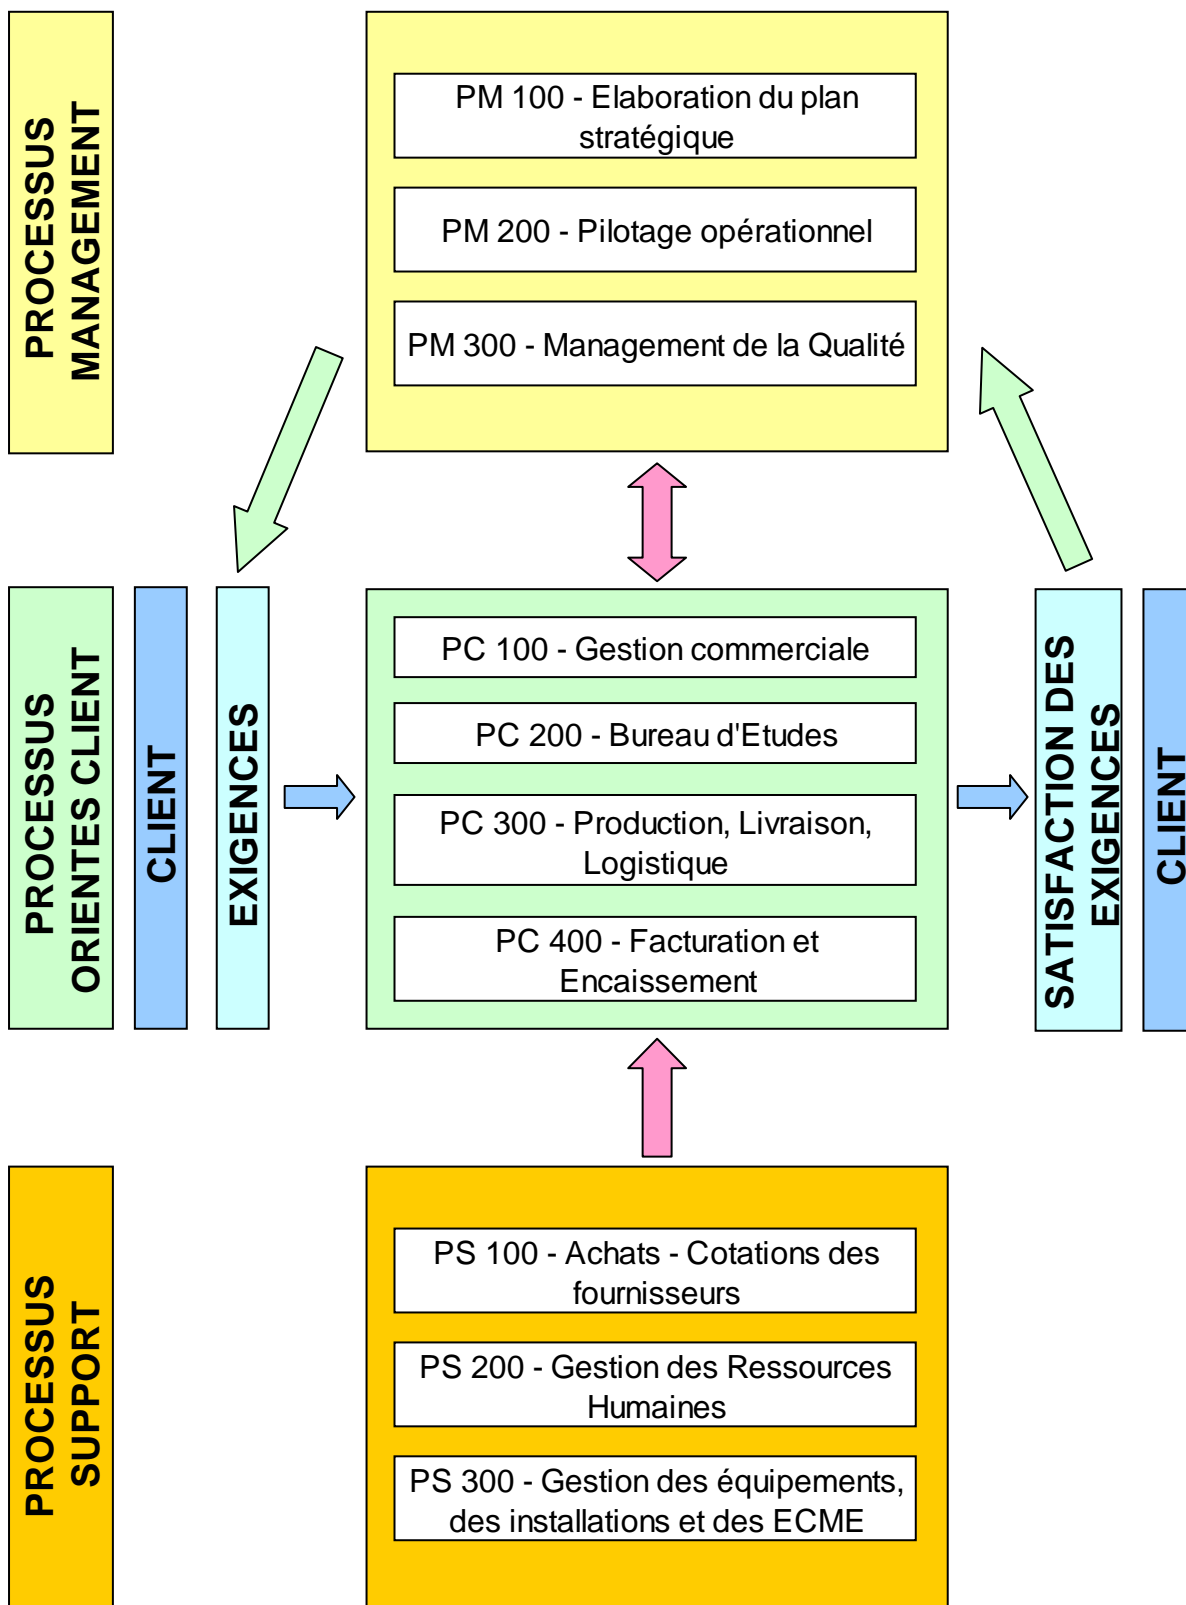 PROCESSUS
MANAGEMENT
PM 100 - Elaboration du plan
stratégique
PM 200 - Pilotage opérationnel
PM 300 - Management de la Qualité
PROCESSUS
ORIENTES CLIENT
CLIENT
EXIGENCES
PC 100 - Gestion commerciale
PC 200 - Bureau d'Etudes
PC 300 - Production, Livraison,
Logistique
PC 400 - Facturation et
Encaissement
SATISFACTION DES
EXIGENCES
CLIENT
PROCESSUS
SUPPORT
PS 100 - Achats - Cotations des
fournisseurs
PS 200 - Gestion des Ressources
Humaines
PS 300 - Gestion des équipements,
des installations et des ECME